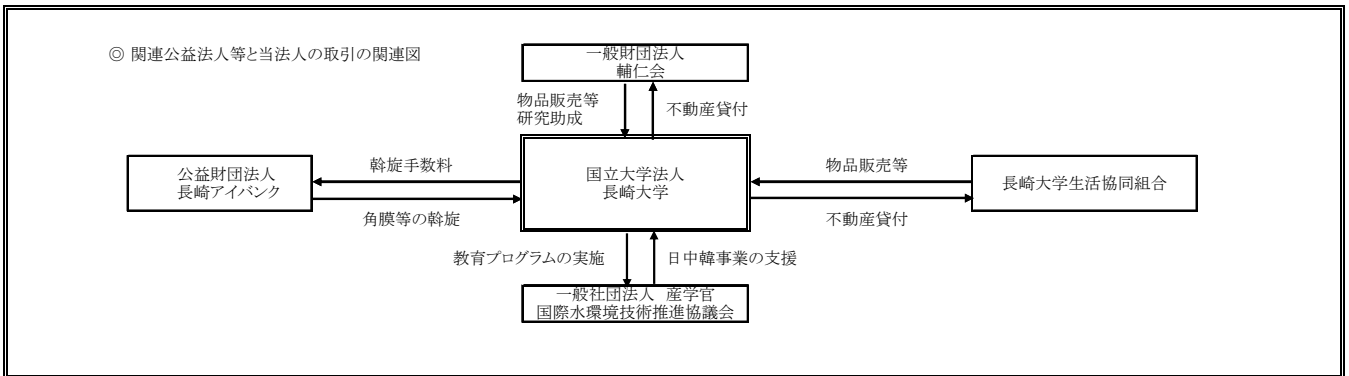 ◎ 関連公益法人等と当法人の取引の関連図
一般財団法人
輔仁会
物品販売等
研究助成
不動産貸付
公益財団法人
長崎アイバンク
斡旋手数料
角膜等の斡旋
国立大学法人
長崎大学
物品販売等
不動産貸付
長崎大学生活協同組合
教育プログラムの実施
日中韓事業の支援
一般社団法人 産学官
国際水環境技術推進協議会